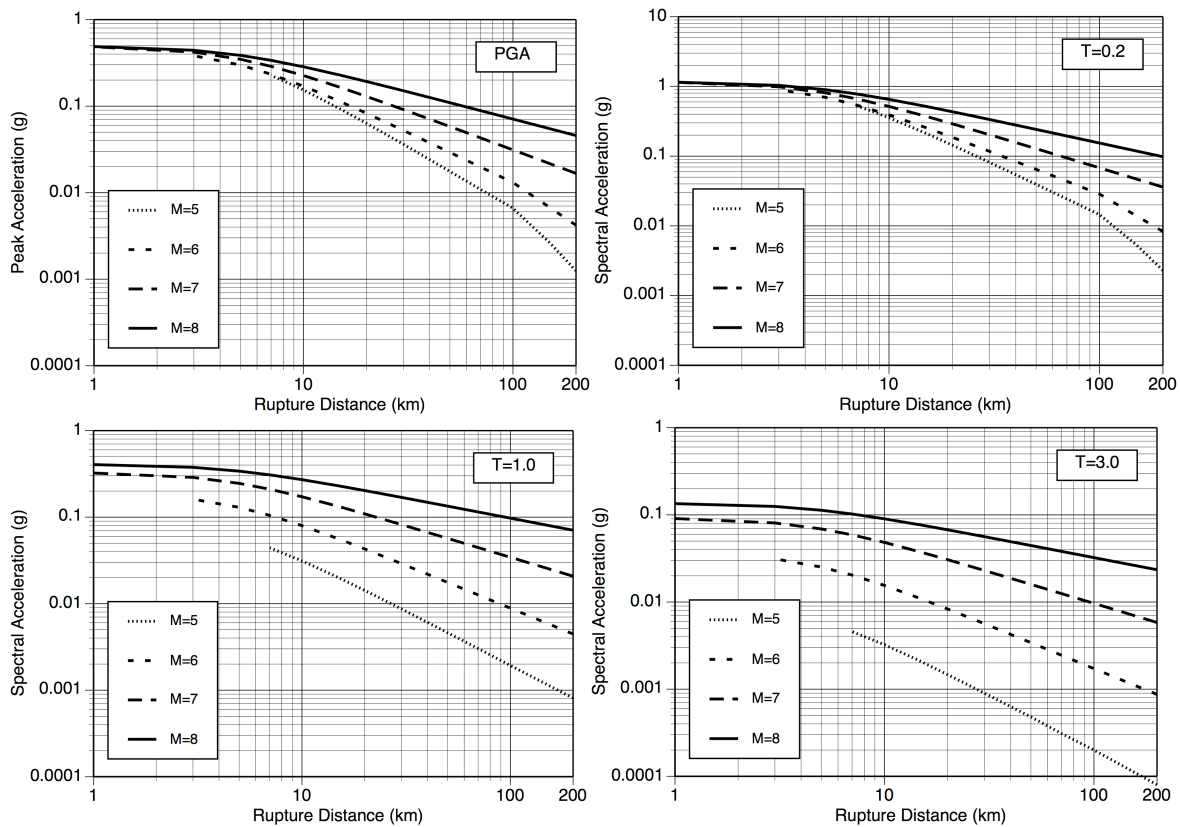 1
0.1
0.01
0.001
0.0001
Peak Acceleration (g)
PGA
M=5
M=6
M=7
M=8
1
10
100
200
Rupture Distance (km)
10
1
0.1
0.01
0.001
0.0001
Spectral Acceleration (g)
T=0.2
M=5
M=6
M=7
M=8
1
10
100
200
Rupture Distance (km)
1
0.1
0.01
0.001
0.0001
Spectral Acceleration (g)
T=1.0
M=5
M=6
M=7
M=8
1
10
100
200
Rupture Distance (km)
1
0.1
0.01
0.001
0.0001
Spectral Acceleration (g)
T=3.0
M=5
M=6
M=7
M=8
1
10
100
200
Rupture Distance (km)